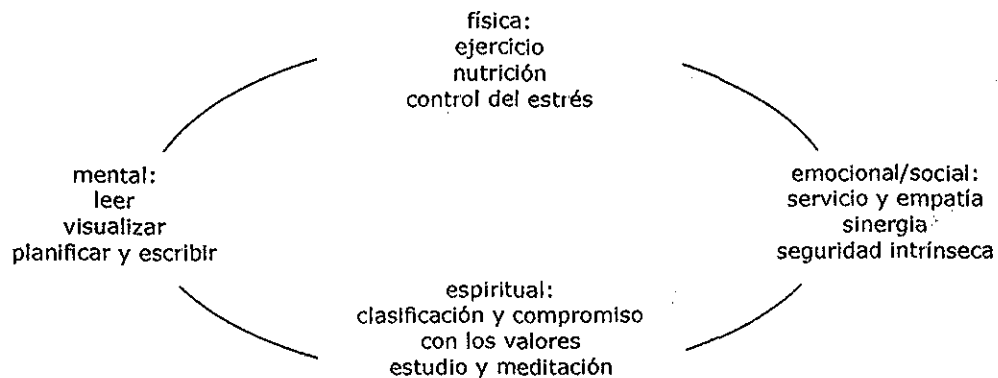 física:
ejercicio
nutrición
control del estrés
mental:
leer
visualizar
planificar y escribir
emocional/social:
servicio y empatía
sinergia
seguridad intrínseca
espiritual:
clasificación y compromiso
con los valores
estudio y meditación